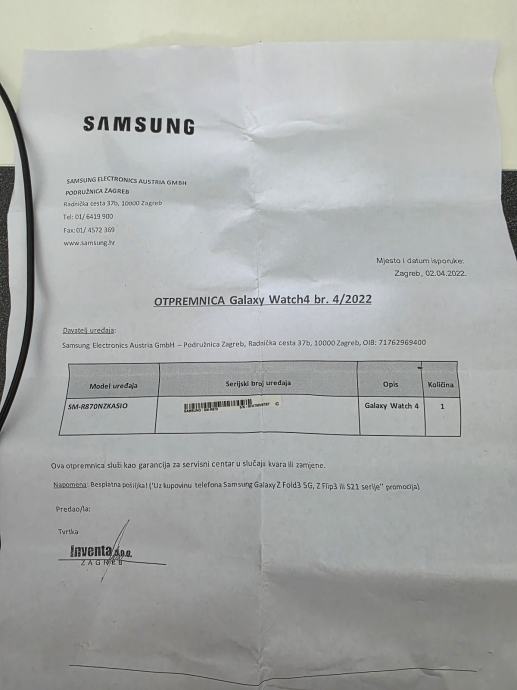 SAMSUNG
SAMSUNG ELECTRONICS AUSTRIA GMBH
PODRUŽNICA ZAGREB
Radnička cesta 37b, 10000 Zagreb
Tel: 01/ 6419 900
Fax: 01/ 4572 369
www.samsung.hr
Mjesto i datum isporuke:
Zagreb, 02.04.2022.
OTPREMNICA Galaxy Watch4 br. 4/2022
Davatelj uređaja:
Samsung Electronics Austria GmbH – Podružnica Zagreb, Radnička cesta 37b, 10000 Zagreb, OIB: 71762969400
Model uređaja Serijski broj uređaja Opis Količina
SM-R870NZKASIO Galaxy Watch 4 1
SAMSUNG SM-R870
Ova otpremnica služi kao garancija za servisni centar u slučaju kvara ili zamjene.
Napomena: Besplatna pošiljka! ("Uz kupovinu telefona Samsung Galaxy Z Fold3 5G, Z Flip3 ili S21 serije" promocija)
Predao/la:
Tvrtka
Inventa d.o.o.
ZAGREB